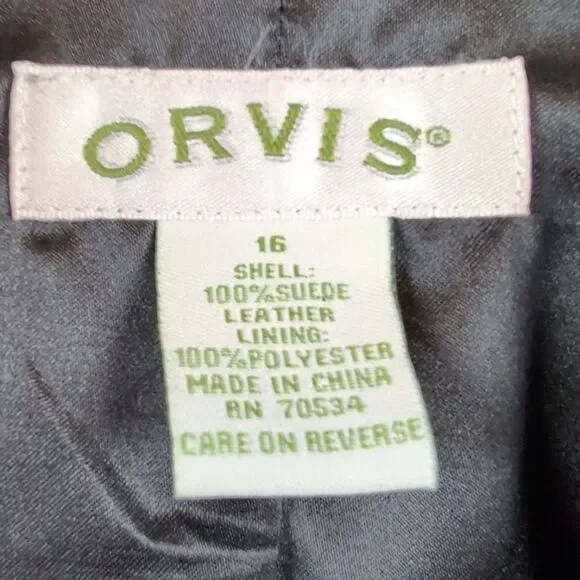 ORVIS®
16
SHELL:
100%SUEDE
LEATHER
LINING:
100%POLYESTER
MADE IN CHINA
RN 70534
CARE ON REVERSE